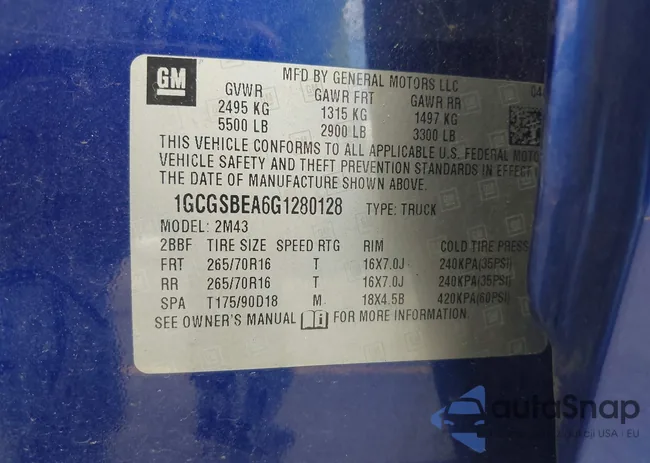 GM
MFD BY GENERAL MOTORS LLC
GVWR GAWR FRT GAWR RR
2495 KG 1315 KG 1497 KG
5500 LB 2900 LB 3300 LB
THIS VEHICLE CONFORMS TO ALL APPLICABLE U.S. FEDERAL MOTO
VEHICLE SAFETY AND THEFT PREVENTION STANDARDS IN EFFECT
THE DATE OF MANUFACTURE SHOWN ABOVE.
1GCGSBEA6G1280128 TYPE: TRUCK
MODEL: 2M43
2BBF TIRE SIZE SPEED RTG RIM COLD TIRE PRESS
FRT 265/70R16 T 16X7.0J 240KPA(35PSI)
RR 265/70R16 T 16X7.0J 240KPA(35PSI)
SPA T175/90D18 M 18X4.5B 420KPA(60PSI)
SEE OWNER'S MANUAL FOR MORE INFORMATION.
autoSnap
USA / EU